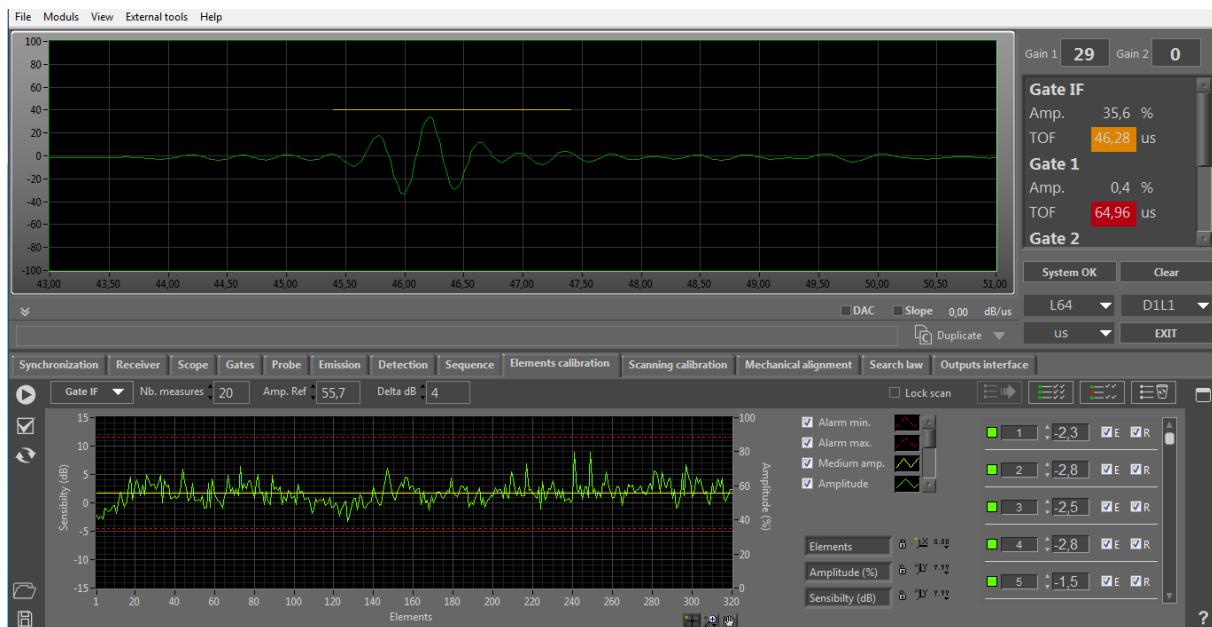 File Moduls View External tools Help
100
80
60
40
20
0
-20
-40
-60
-80
-100
43,00 43,50 44,00 44,50 45,00 45,50 46,00 46,50 47,00 47,50 48,00 48,50 49,00 49,50 50,00 50,50 51,00
Gain 1 29 Gain 2 0
Gate IF
Amp. 35,6 %
TOF 46,28 us
Gate 1
Amp. 0,4 %
TOF 64,96 us
Gate 2
System OK Clear
L64 D1L1
us EXIT
DAC Slope 0,00 dB/us
Duplicate
Synchronization Receiver Scope Gates Probe Emission Detection Sequence Elements calibration Scanning calibration Mechanical alignment Search law Outputs interface
Gate IF Nb. measures 20 Amp. Ref 55,7 Delta dB 4 Lock scan
15
10
5
0
-5
-10
-15
Sensibilty (dB)
100
80
60
40
20
0
Amplitude (%)
1 20 40 60 80 100 120 140 160 180 200 220 240 260 280 300 320
Elements
Alarm min.
Alarm max.
Medium amp.
Amplitude
Elements
Amplitude (%)
Sensibilty (dB)
1 -2,3 E R
2 -2,8 E R
3 -2,5 E R
4 -2,8 E R
5 -1,5 E R
?